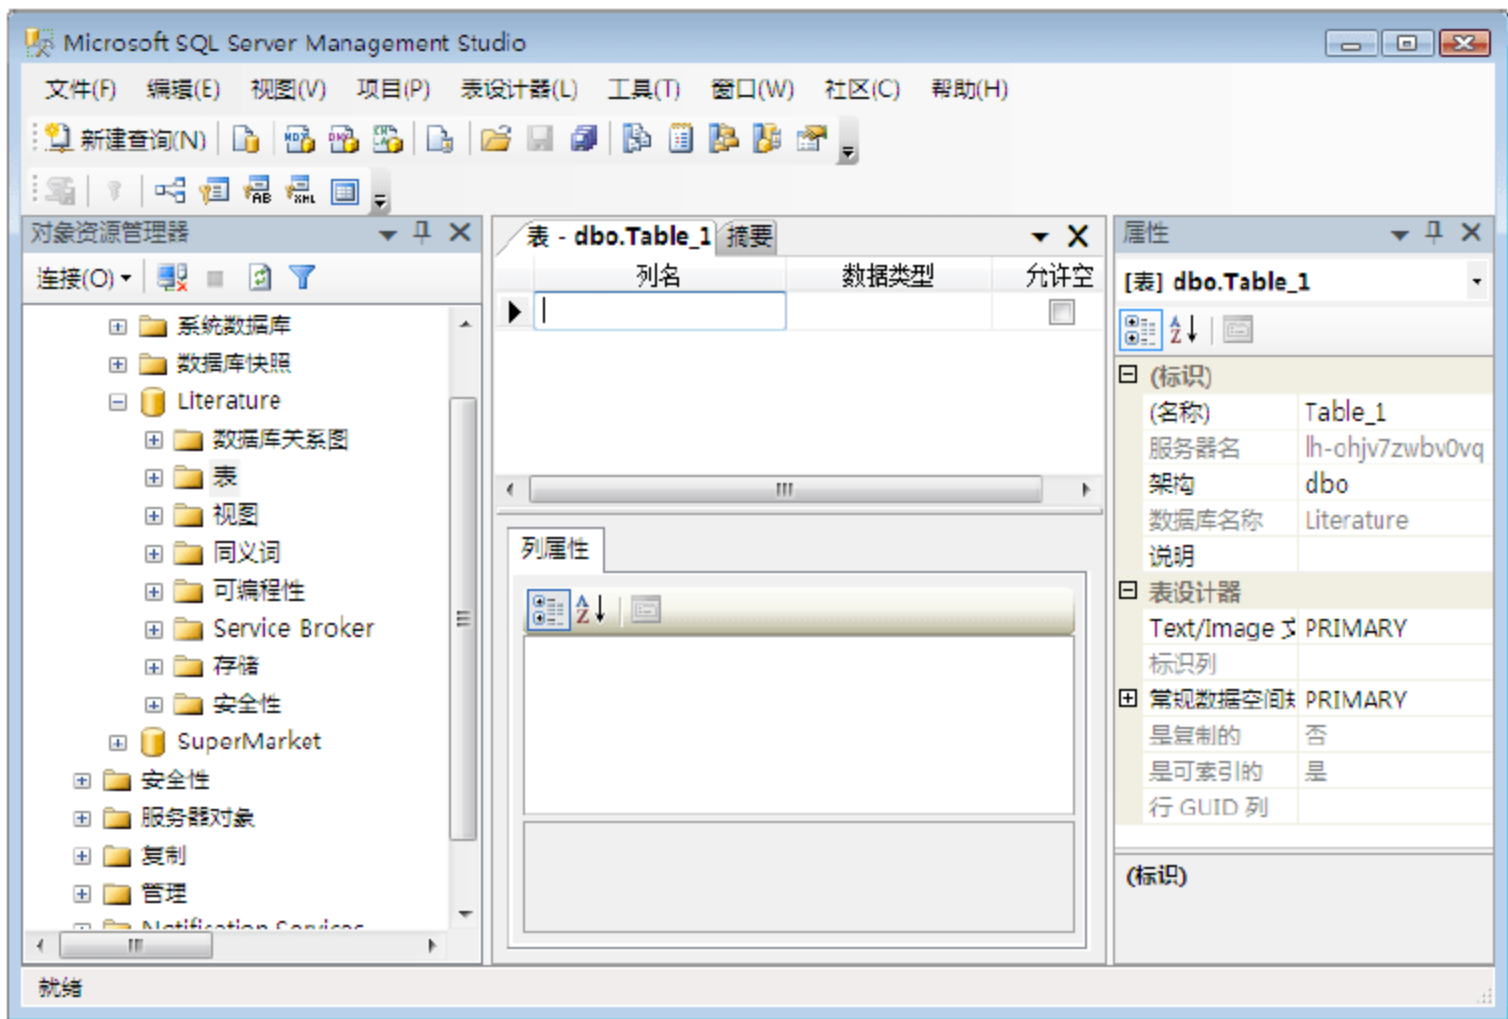 Microsoft SQL Server Management Studio
文件(F) 编辑(E) 视图(V) 项目(P) 表设计器(L) 工具(T) 窗口(W) 社区(C) 帮助(H)
新建查询(N)
对象资源管理器
连接(O)
系统数据库
数据库快照
Literature
数据库关系图
表
视图
同义词
可编程性
Service Broker
存储
安全性
SuperMarket
安全性
服务器对象
复制
管理
Notification Services
表 - dbo.Table_1 摘要
列名 数据类型 允许空
列属性
属性
[表] dbo.Table_1
(标识)
(名称) Table_1
服务器名 lh-ohjv7zwbv0vq
架构 dbo
数据库名称 Literature
说明
表设计器
Text/Image 文 PRIMARY
标识列
常规数据空间规 PRIMARY
是复制的 否
是可索引的 是
行 GUID 列
(标识)
就绪